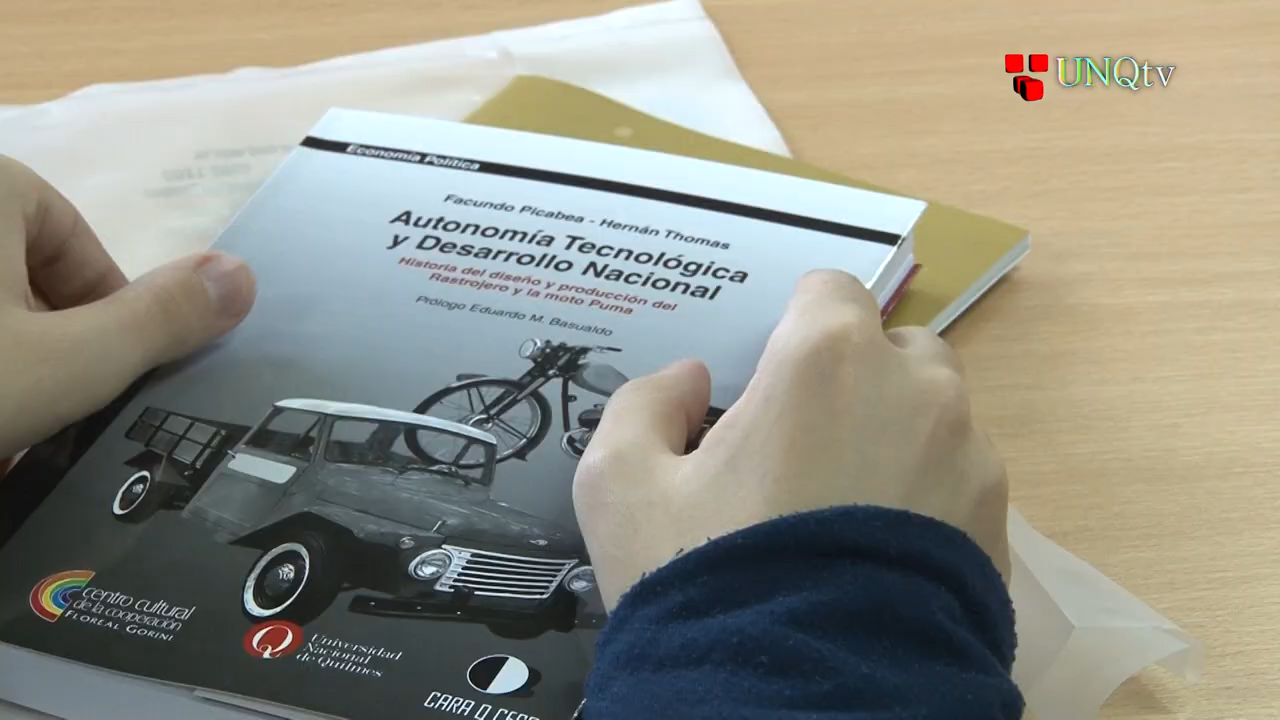 UNQtv
Economía Política
Facundo Picabea - Hernán Thomas
Autonomía Tecnológica
y Desarrollo Nacional
Historia del diseño y producción del
Rastrojero y la moto Puma
Prólogo Eduardo M. Basualdo
centro cultural
de la cooperación
FLOREAL GORINI
Universidad
Nacional
de Quilmes
CARA O